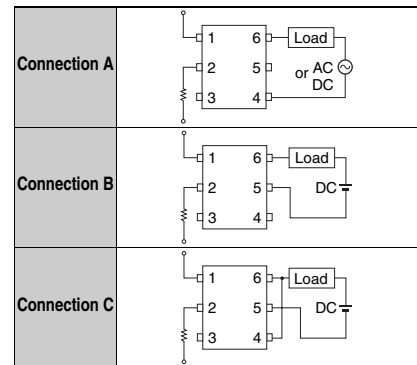 Connection A
1 6 Load
2 5 or AC
DC
3 4
Connection B
1 6 Load
2 5 DC
3 4
Connection C
1 6 Load
2 5 DC
3 4